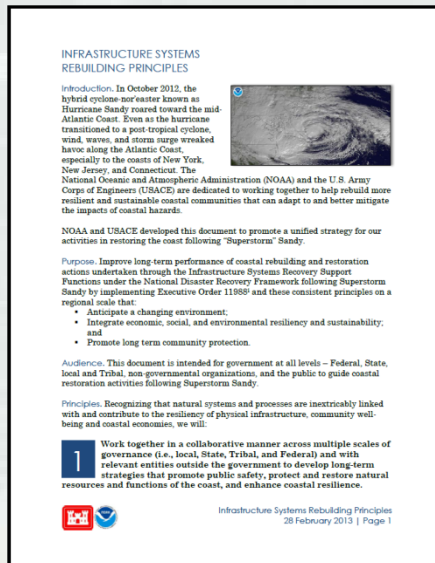 INFRASTRUCTURE SYSTEMS
REBUILDING PRINCIPLES
Introduction. In October 2012, the
hybrid cyclone-nor'easter known as
Hurricane Sandy roared toward the mid-
Atlantic Coast. Even as the hurricane
transitioned to a post-tropical cyclone,
wind, waves, and storm surge wreaked
havoc along the Atlantic Coast,
especially to the coasts of New York,
New Jersey, and Connecticut. The
National Oceanic and Atmospheric Administration (NOAA) and the U.S. Army
Corps of Engineers (USACE) are dedicated to working together to help rebuild more
resilient and sustainable coastal communities that can adapt to and better mitigate
the impacts of coastal hazards.
NOAA and USACE developed this document to promote a unified strategy for our
activities in restoring the coast following "Superstorm" Sandy.
Purpose. Improve long-term performance of coastal rebuilding and restoration
actions undertaken through the Infrastructure Systems Recovery Support
Functions under the National Disaster Recovery Framework following Superstorm
Sandy by implementing Executive Order 11988¹ and these consistent principles on a
regional scale that:
• Anticipate a changing environment;
• Integrate economic, social, and environmental resiliency and sustainability;
and
• Promote long term community protection.
Audience. This document is intended for government at all levels – Federal, State,
local and Tribal, non-governmental organizations, and the public to guide coastal
restoration activities following Superstorm Sandy.
Principles. Recognizing that natural systems and processes are inextricably linked
with and contribute to the resiliency of physical infrastructure, community well-
being and coastal economies, we will:
1 Work together in a collaborative manner across multiple scales of
governance (i.e., local, State, Tribal, and Federal) and with
relevant entities outside the government to develop long-term
strategies that promote public safety, protect and restore natural
resources and functions of the coast, and enhance coastal resilience.
Infrastructure Systems Rebuilding Principles
28 February 2013 | Page 1